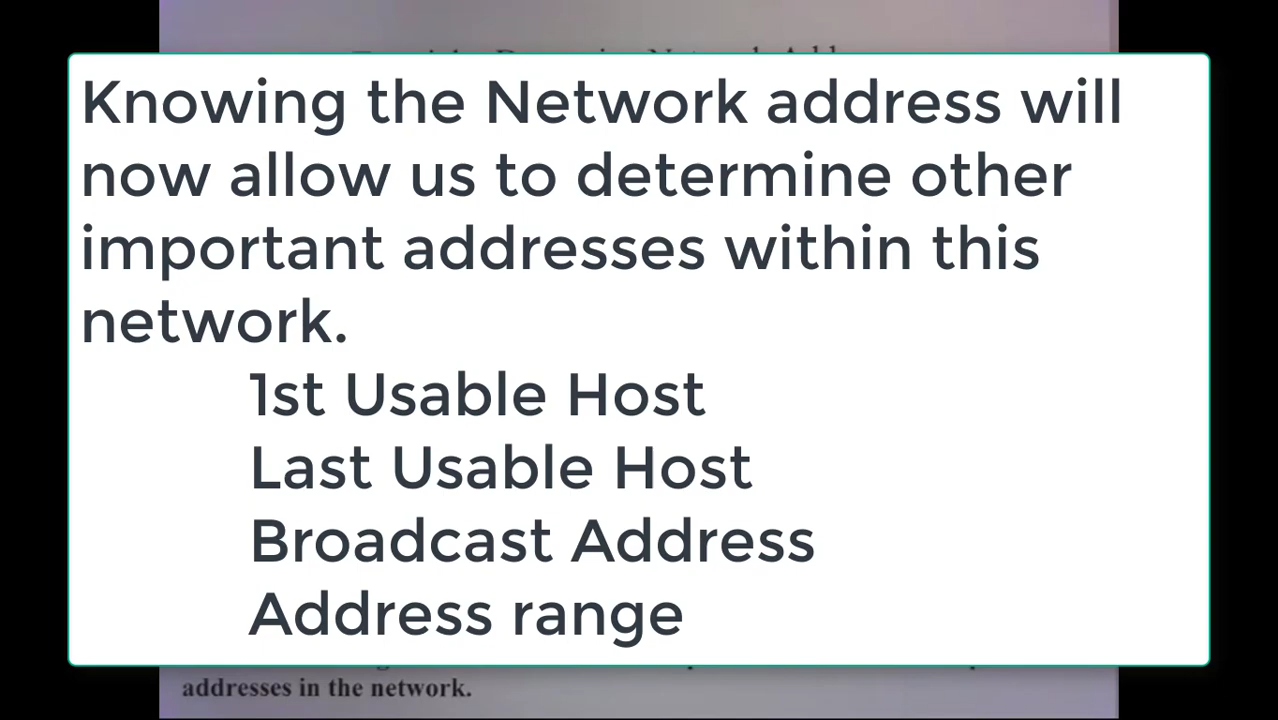 Knowing the Network address will
now allow us to determine other
important addresses within this
network.
1st Usable Host
Last Usable Host
Broadcast Address
Address range
addresses in the network.